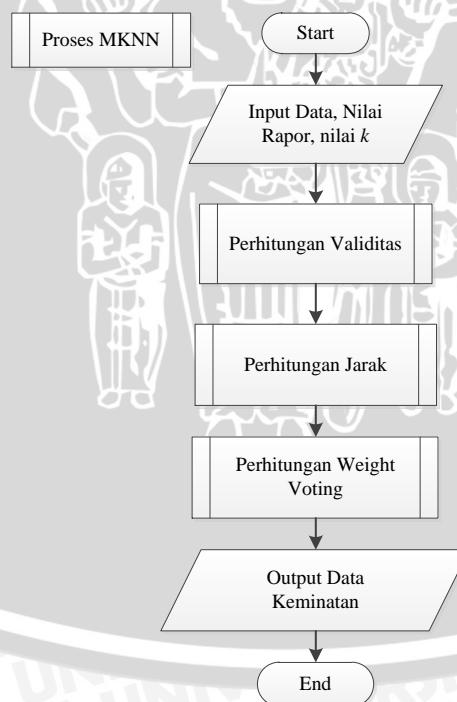 Proses MKNN
Start
Input Data, Nilai
Rapor, nilai k
Perhitungan Validitas
Perhitungan Jarak
Perhitungan Weight
Voting
Output Data
Keminatan
End